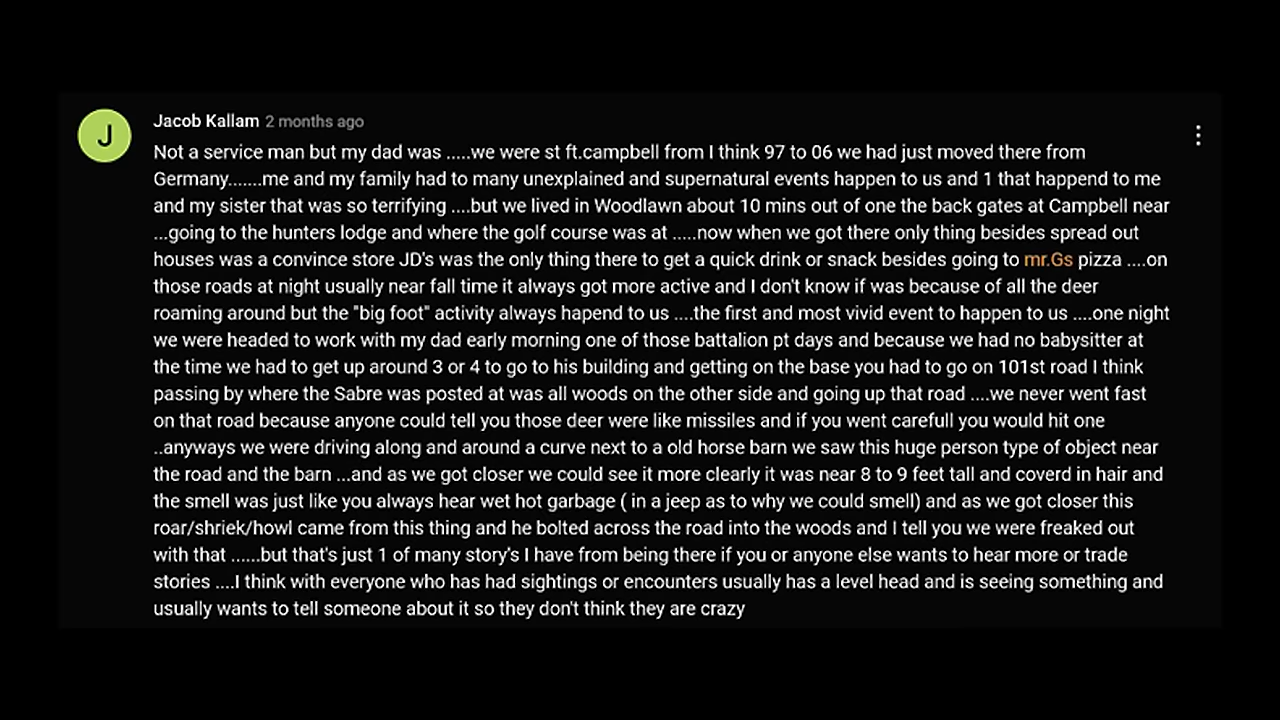 J
Jacob Kallam 2 months ago
Not a service man but my dad was .....we were st ft.campbell from I think 97 to 06 we had just moved there from
Germany.......me and my family had to many unexplained and supernatural events happen to us and 1 that happend to me
and my sister that was so terrifying ....but we lived in Woodlawn about 10 mins out of one the back gates at Campbell near
...going to the hunters lodge and where the golf course was at .....now when we got there only thing besides spread out
houses was a convince store JD's was the only thing there to get a quick drink or snack besides going to mr.Gs pizza ....on
those roads at night usually near fall time it always got more active and I don't know if was because of all the deer
roaming around but the "big foot" activity always hapend to us ....the first and most vivid event to happen to us ....one night
we were headed to work with my dad early morning one of those battalion pt days and because we had no babysitter at
the time we had to get up around 3 or 4 to go to his building and getting on the base you had to go on 101st road I think
passing by where the Sabre was posted at was all woods on the other side and going up that road ....we never went fast
on that road because anyone could tell you those deer were like missiles and if you went carefull you would hit one
..anyways we were driving along and around a curve next to a old horse barn we saw this huge person type of object near
the road and the barn ...and as we got closer we could see it more clearly it was near 8 to 9 feet tall and coverd in hair and
the smell was just like you always hear wet hot garbage ( in a jeep as to why we could smell) and as we got closer this
roar/shriek/howl came from this thing and he bolted across the road into the woods and I tell you we were freaked out
with that ......but that's just 1 of many story's I have from being there if you or anyone else wants to hear more or trade
stories ....I think with everyone who has had sightings or encounters usually has a level head and is seeing something and
usually wants to tell someone about it so they don't think they are crazy